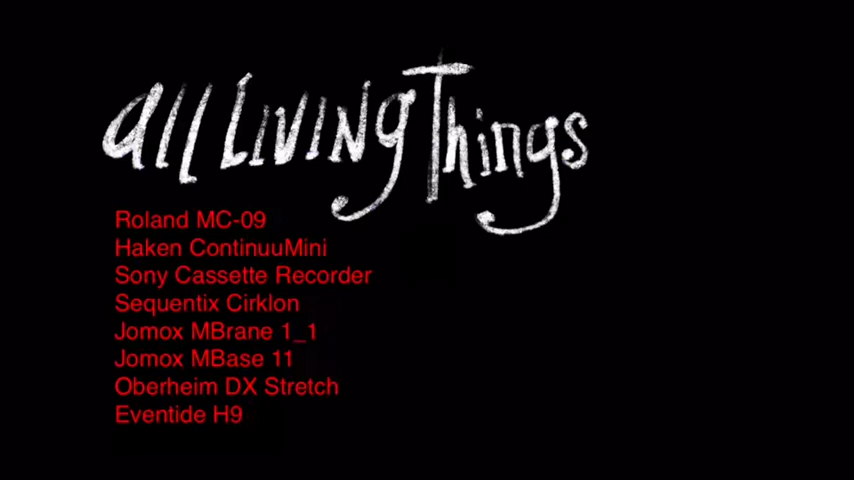 all LIVINg Things
Roland MC-09
Haken ContinuuMini
Sony Cassette Recorder
Sequentix Cirklon
Jomox MBrane 1_1
Jomox MBase 11
Oberheim DX Stretch
Eventide H9